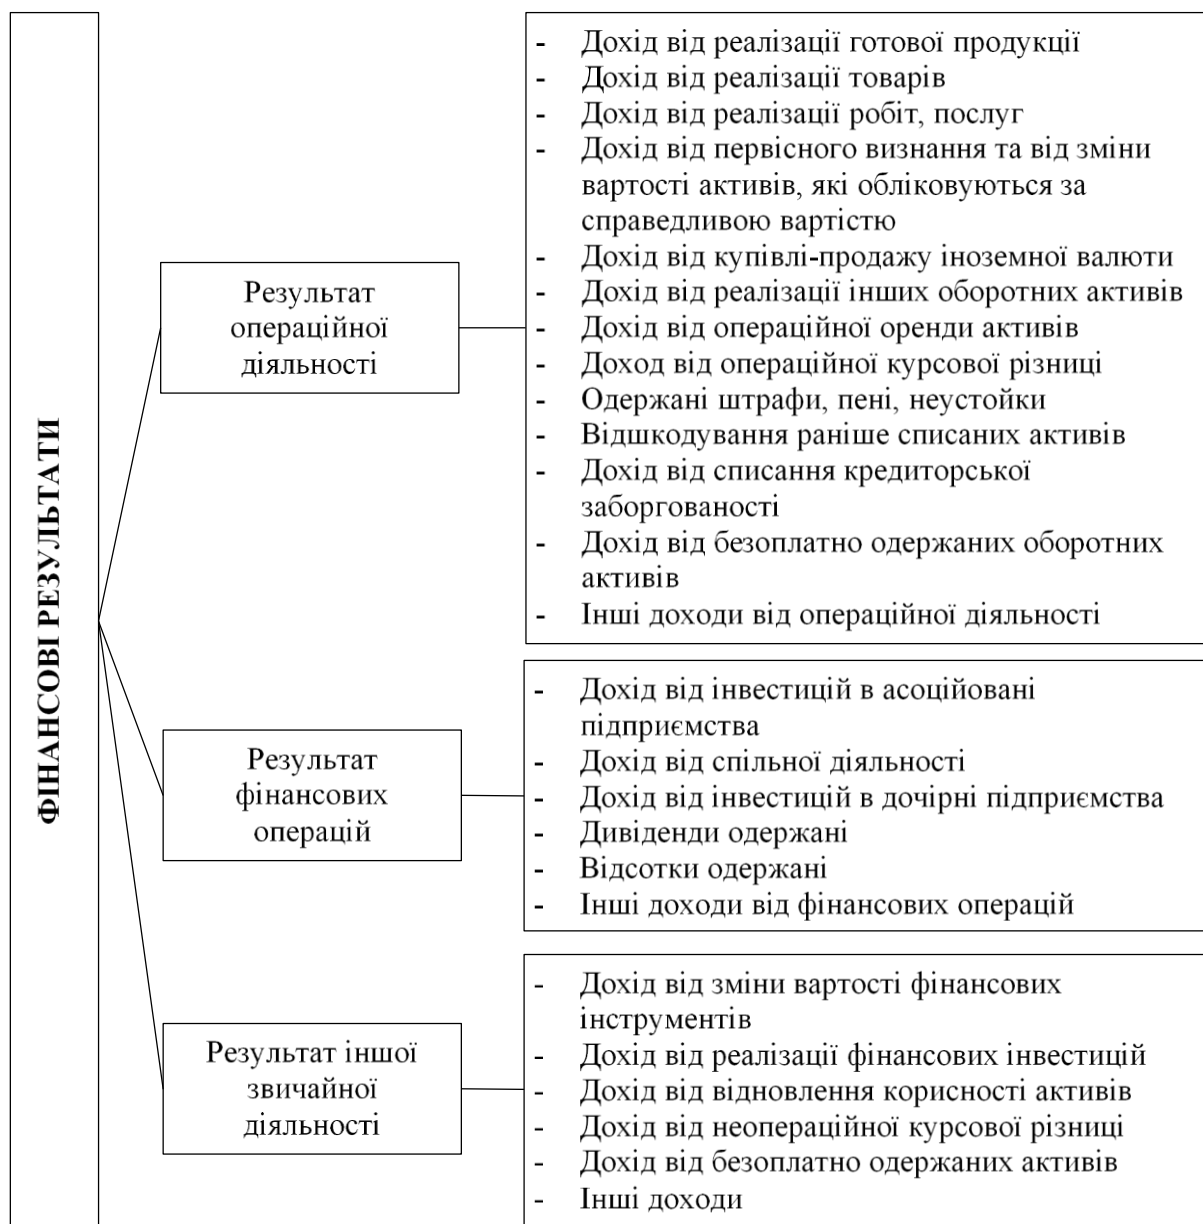 ФІНАНСОВІ РЕЗУЛЬТАТИ
Результат
операційної
діяльності
- Дохід від реалізації готової продукції
- Дохід від реалізації товарів
- Дохід від реалізації робіт, послуг
- Дохід від первісного визнання та від зміни
вартості активів, які обліковуються за
справедливою вартістю
- Дохід від купівлі-продажу іноземної валюти
- Дохід від реалізації інших оборотних активів
- Дохід від операційної оренди активів
- Доход від операційної курсової різниці
- Одержані штрафи, пені, неустойки
- Відшкодування раніше списаних активів
- Дохід від списання кредиторської
заборгованості
- Дохід від безоплатно одержаних оборотних
активів
- Інші доходи від операційної діяльності
Результат
фінансових
операцій
- Дохід від інвестицій в асоційовані
підприємства
- Дохід від спільної діяльності
- Дохід від інвестицій в дочірні підприємства
- Дивіденди одержані
- Відсотки одержані
- Інші доходи від фінансових операцій
Результат іншої
звичайної
діяльності
- Дохід від зміни вартості фінансових
інструментів
- Дохід від реалізації фінансових інвестицій
- Дохід від відновлення корисності активів
- Дохід від неопераційної курсової різниці
- Дохід від безоплатно одержаних активів
- Інші доходи